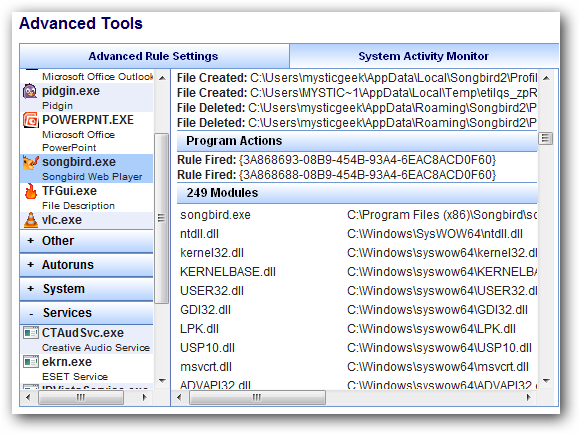 Advanced Tools
Advanced Rule Settings
System Activity Monitor
Microsoft Office Outlook
pidgin.exe
Pidgin
POWERPNT.EXE
Microsoft Office
PowerPoint
songbird.exe
Songbird Web Player
TFGui.exe
File Description
vlc.exe
+ Other
+ Autoruns
+ System
- Services
CTAudSvc.exe
Creative Audio Service
ekrn.exe
ESET Service
File Created: C:\Users\mysticgeek\AppData\Local\Songbird2\Profil
File Created: C:\Users\MYSTIC~1\AppData\Local\Temp\etilqs_zpR
File Deleted: C:\Users\mysticgeek\AppData\Roaming\Songbird2\P
File Deleted: C:\Users\mysticgeek\AppData\Roaming\Songbird2\P
Program Actions
Rule Fired: {3A868693-08B9-454B-93A4-6EAC8ACD0F60}
Rule Fired: {3A868688-08B9-454B-93A4-6EAC8ACD0F60}
249 Modules
songbird.exe C:\Program Files (x86)\Songbird\so
ntdll.dll C:\Windows\SysWOW64\ntdll.dll
kernel32.dll C:\Windows\syswow64\kernel32.dl
KERNELBASE.dll C:\Windows\syswow64\KERNELBA
USER32.dll C:\Windows\syswow64\USER32.dll
GDI32.dll C:\Windows\syswow64\GDI32.dll
LPK.dll C:\Windows\syswow64\LPK.dll
USP10.dll C:\Windows\syswow64\USP10.dll
msvcrt.dll C:\Windows\syswow64\msvcrt.dll
ADVAPI32.dll C:\Windows\syswow64\ADVAPI32.d